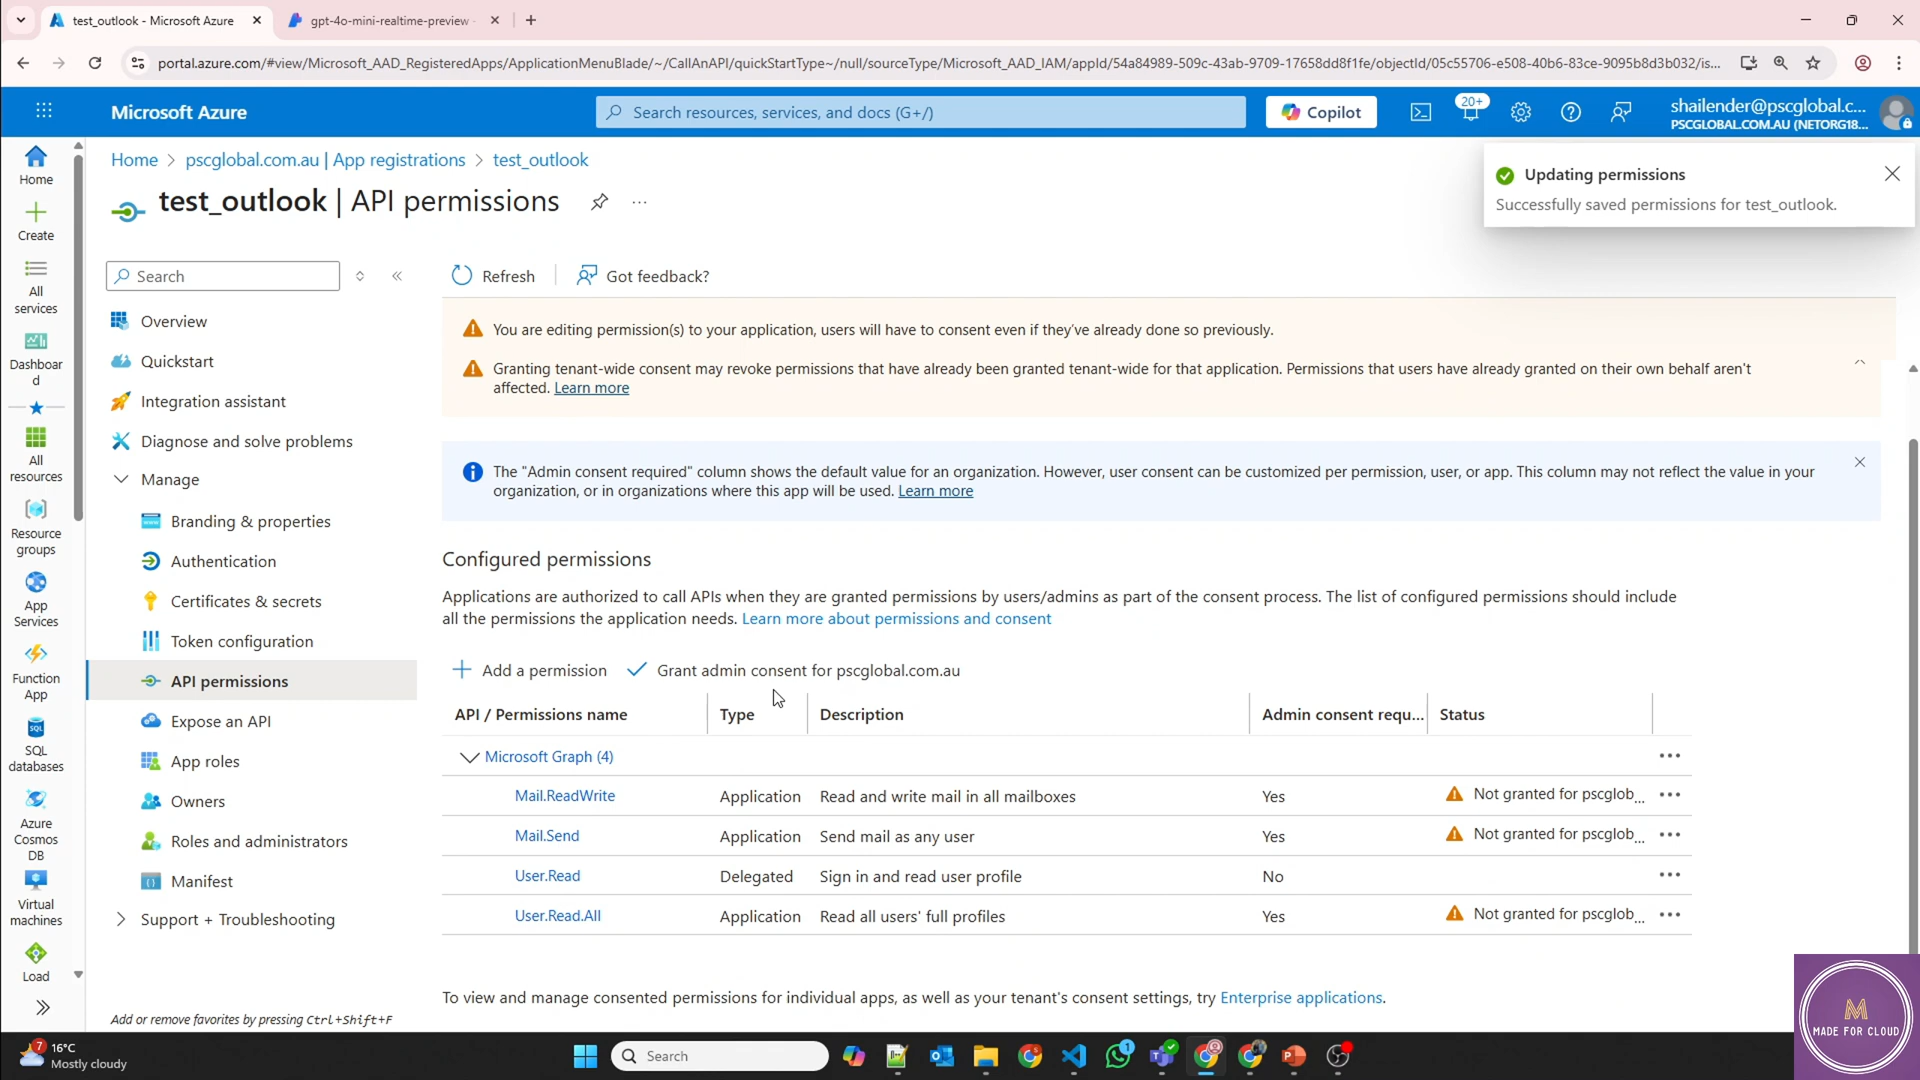 test_outlook - Microsoft Azure
gpt-4o-mini-realtime-preview
portal.azure.com/#view/Microsoft_AAD_RegisteredApps/ApplicationMenuBlade/~/CallAnAPI/quickStartType~/null/sourceType/Microsoft_AAD_IAM/appId/54a84989-509c-43ab-9709-17658dd8f1fe/objectId/05c55706-e508-40b6-83ce-9095b8d3b032/is...
Microsoft Azure
Search resources, services, and docs (G+/)
Copilot
20+
shailender@pscglobal.c...
PSCGLOBAL.COM.AU (NETORG18...
Home > pscglobal.com.au | App registrations > test_outlook
test_outlook | API permissions
Updating permissions
Successfully saved permissions for test_outlook.
Home
Create
All
services
Dashboar
d
All
resources
Resource
groups
App
Services
Function
App
SQL
databases
Azure
Cosmos
DB
Virtual
machines
Load
Search
Overview
Quickstart
Integration assistant
Diagnose and solve problems
Manage
Branding & properties
Authentication
Certificates & secrets
Token configuration
API permissions
Expose an API
App roles
Owners
Roles and administrators
Manifest
Support + Troubleshooting
Add or remove favorites by pressing Ctrl+Shift+F
Refresh
Got feedback?
You are editing permission(s) to your application, users will have to consent even if they've already done so previously.
Granting tenant-wide consent may revoke permissions that have already been granted tenant-wide for that application. Permissions that users have already granted on their own behalf aren't
affected. Learn more
The "Admin consent required" column shows the default value for an organization. However, user consent can be customized per permission, user, or app. This column may not reflect the value in your
organization, or in organizations where this app will be used. Learn more
Configured permissions
Applications are authorized to call APIs when they are granted permissions by users/admins as part of the consent process. The list of configured permissions should include
all the permissions the application needs. Learn more about permissions and consent
Add a permission
Grant admin consent for pscglobal.com.au
API / Permissions name Type Description Admin consent requ... Status
Microsoft Graph (4)
Mail.ReadWrite Application Read and write mail in all mailboxes Yes Not granted for pscglob...
Mail.Send Application Send mail as any user Yes Not granted for pscglob...
User.Read Delegated Sign in and read user profile No
User.Read.All Application Read all users' full profiles Yes Not granted for pscglob...
To view and manage consented permissions for individual apps, as well as your tenant's consent settings, try Enterprise applications.
M
MADE FOR CLOUD
7
16°C
Mostly cloudy
Search
1